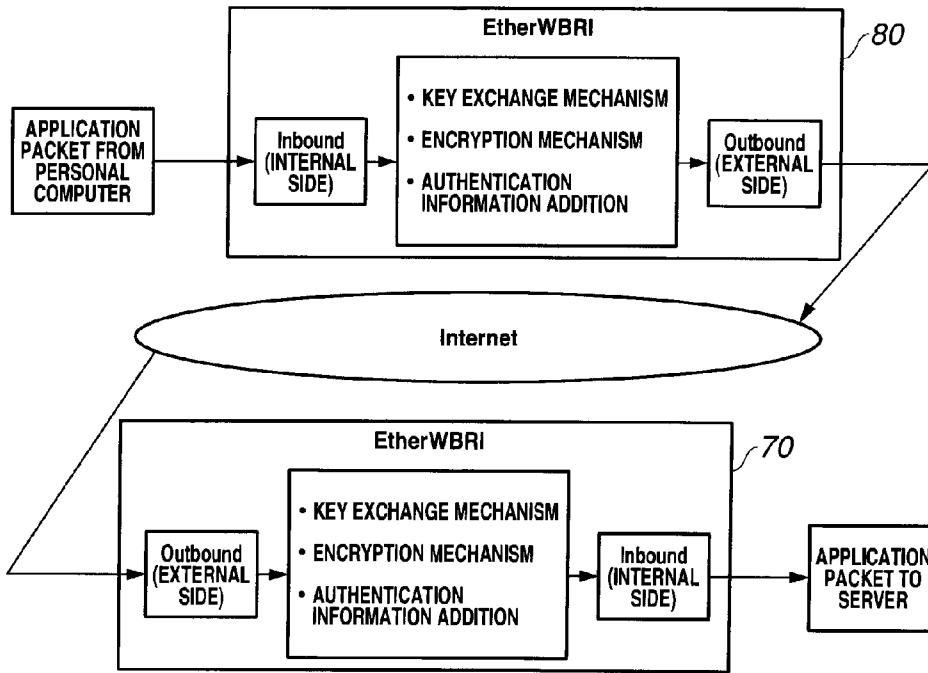 EtherWBRI
80
APPLICATION
PACKET FROM
PERSONAL
COMPUTER
Inbound
(INTERNAL
SIDE)
• KEY EXCHANGE MECHANISM
• ENCRYPTION MECHANISM
• AUTHENTICATION
INFORMATION ADDITION
Outbound
(EXTERNAL
SIDE)
Internet
EtherWBRI
70
Outbound
(EXTERNAL
SIDE)
• KEY EXCHANGE MECHANISM
• ENCRYPTION MECHANISM
• AUTHENTICATION
INFORMATION ADDITION
Inbound
(INTERNAL
SIDE)
APPLICATION
PACKET TO
SERVER